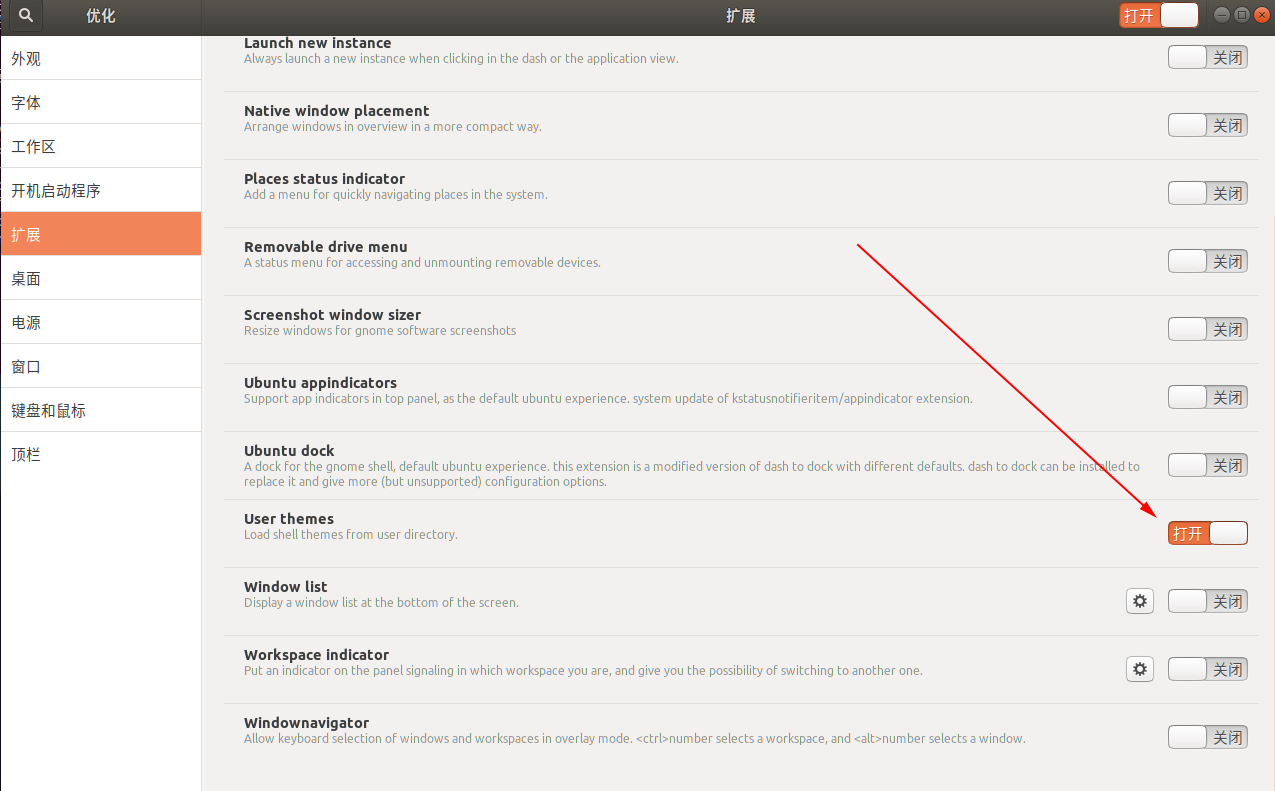 优化
扩展
打开
外观
字体
工作区
开机启动程序
扩展
桌面
电源
窗口
键盘和鼠标
顶栏
Launch new instance
Always launch a new instance when clicking in the dash or the application view.
关闭
Native window placement
Arrange windows in overview in a more compact way.
关闭
Places status indicator
Add a menu for quickly navigating places in the system.
关闭
Removable drive menu
A status menu for accessing and unmounting removable devices.
关闭
Screenshot window sizer
Resize windows for gnome software screenshots
关闭
Ubuntu appindicators
Support app indicators in top panel, as the default ubuntu experience. system update of kstatusnotifieritem/appindicator extension.
关闭
Ubuntu dock
A dock for the gnome shell, default ubuntu experience. this extension is a modified version of dash to dock with different defaults. dash to dock can be installed to
replace it and give more (but unsupported) configuration options.
关闭
User themes
Load shell themes from user directory.
打开
Window list
Display a window list at the bottom of the screen.
关闭
Workspace indicator
Put an indicator on the panel signaling in which workspace you are, and give you the possibility of switching to another one.
关闭
Windownavigator
Allow keyboard selection of windows and workspaces in overlay mode. <ctrl>number selects a workspace, and <alt>number selects a window.
关闭